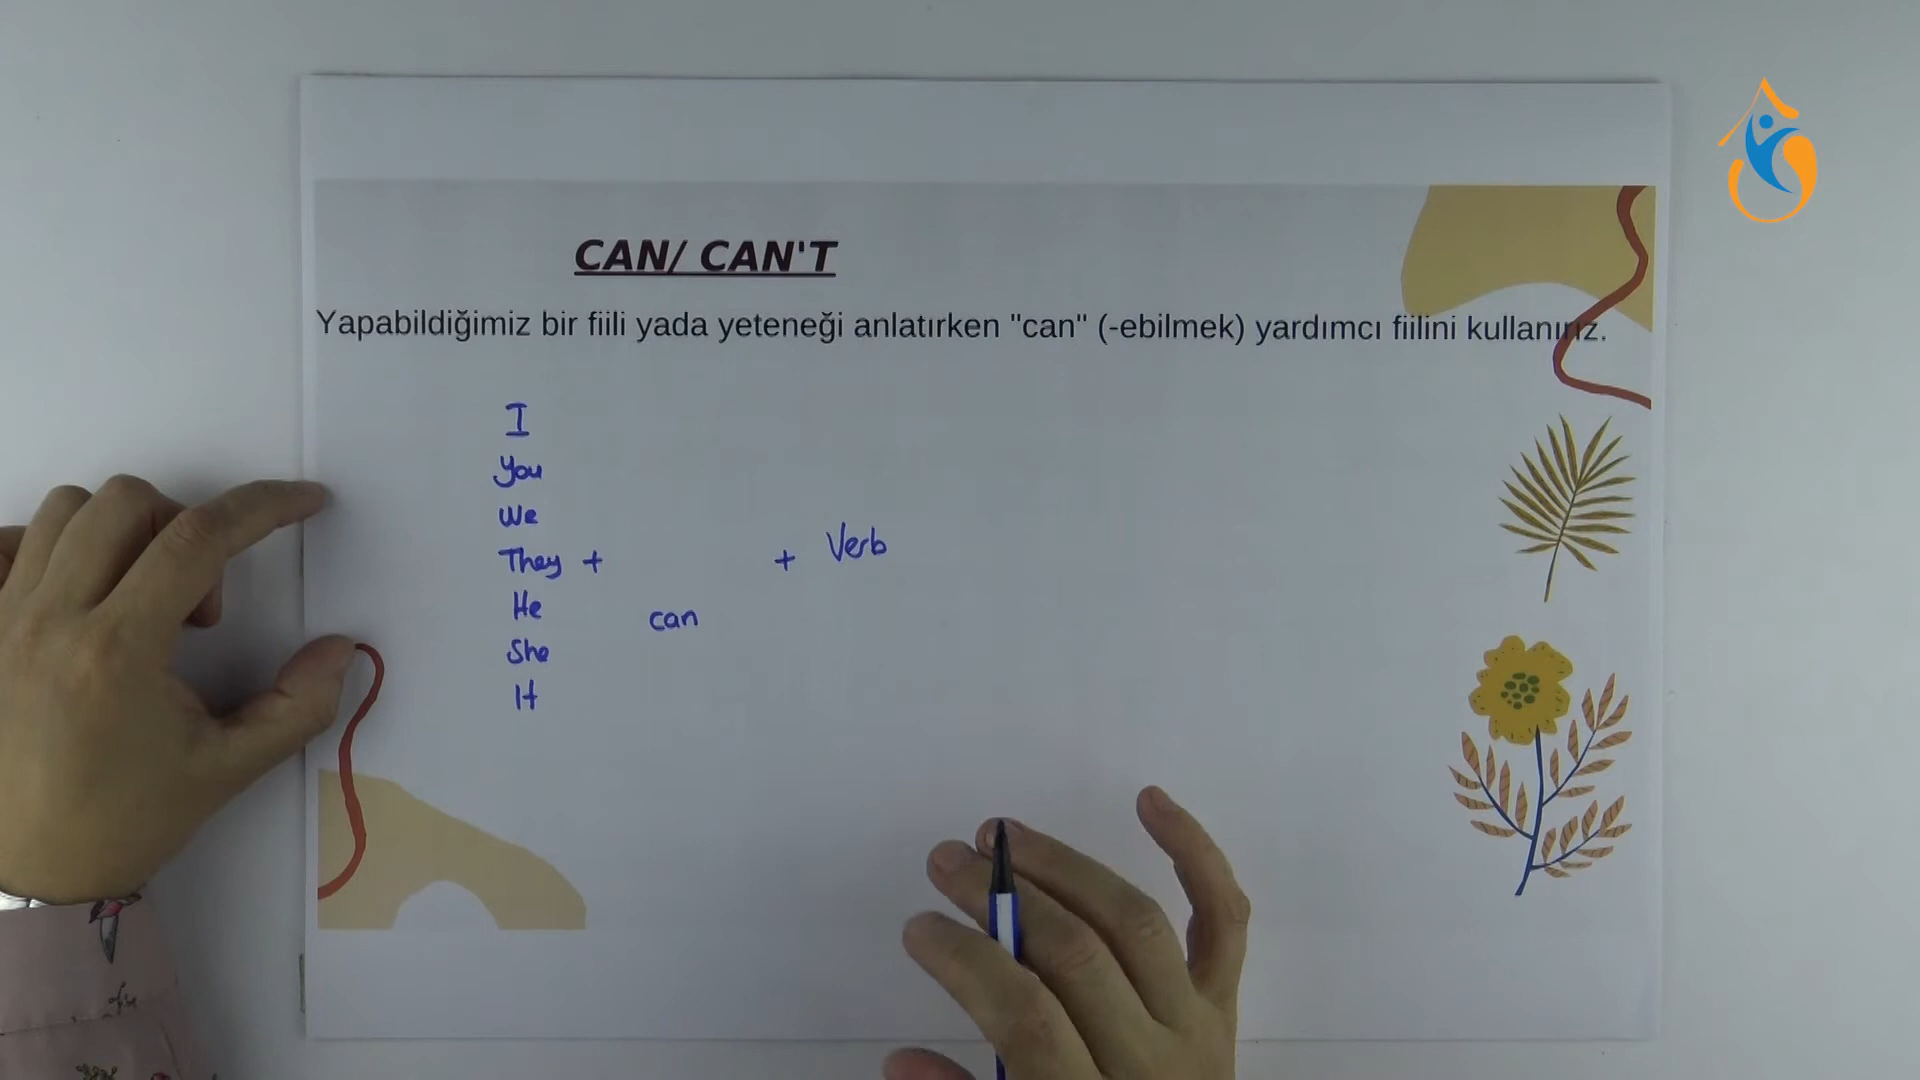 CAN/ CAN'T
Yapabildiğimiz bir fiili yada yeteneği anlatırken "can" (-ebilmek) yardımcı fiilini kullanırız.
I
You
We
They + + Verb
He
can
She
It